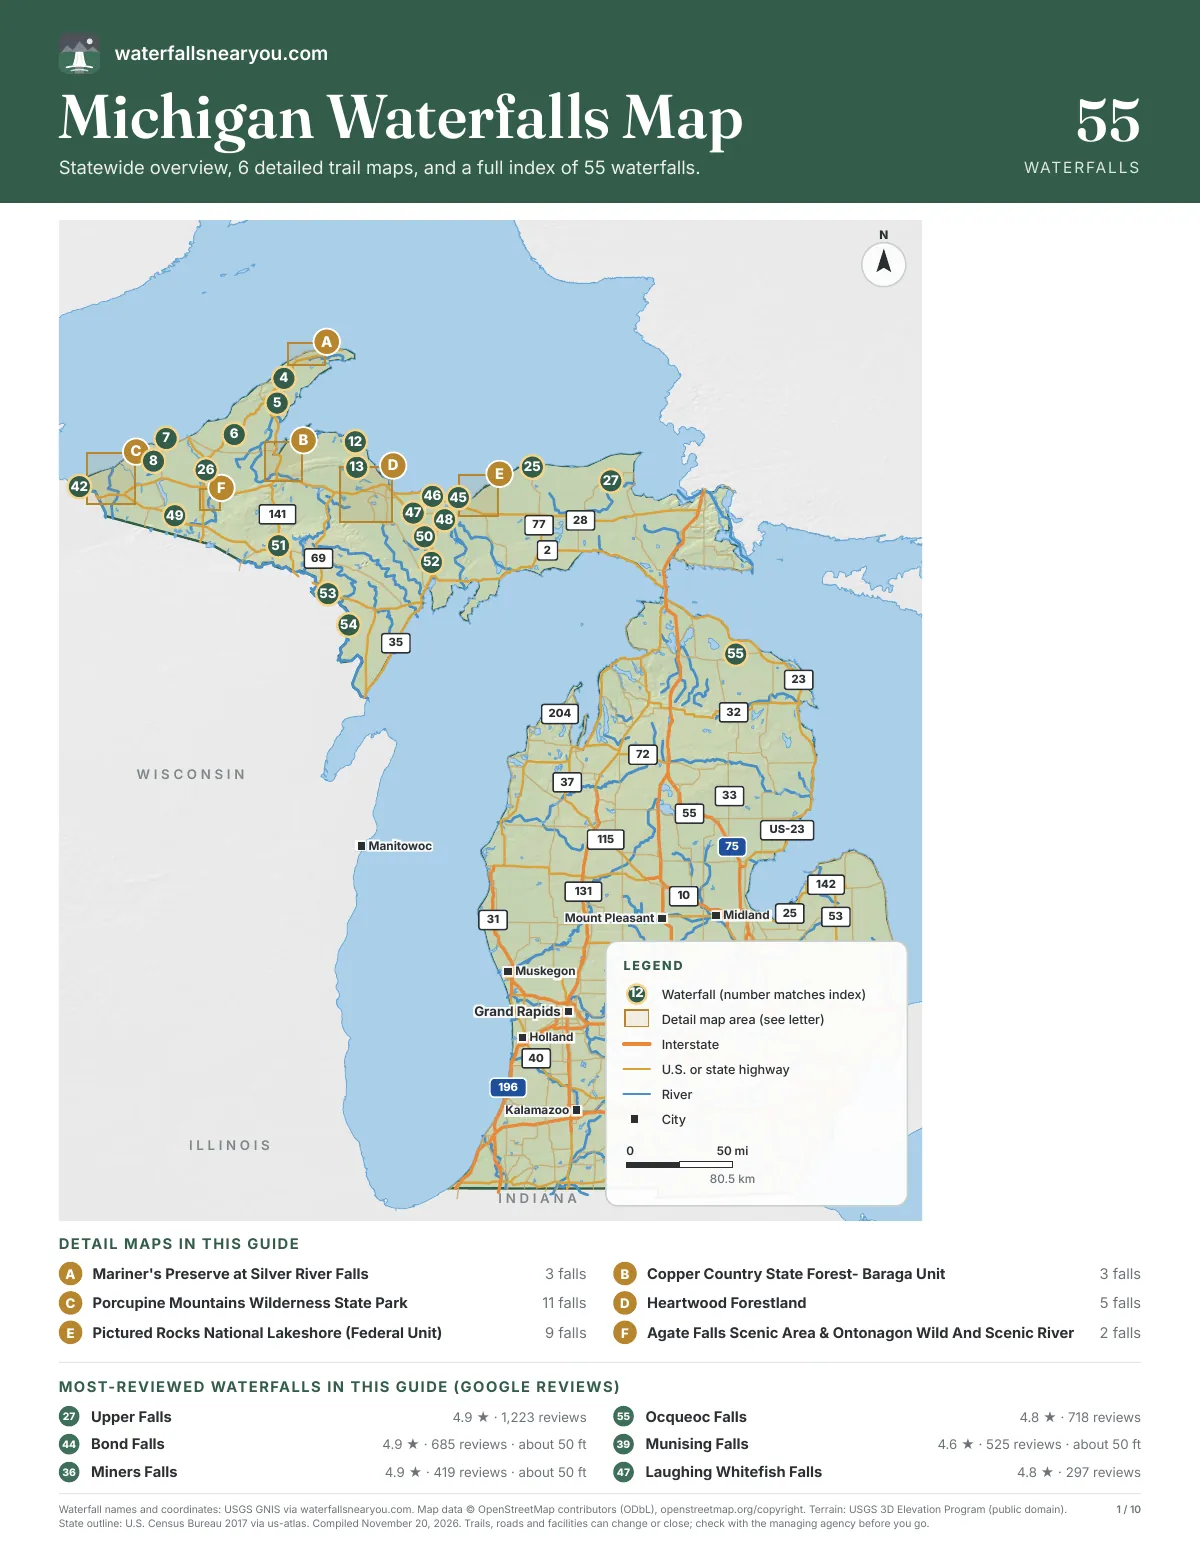 waterfallsnearyou.com
Michigan Waterfalls Map
55
Statewide overview, 6 detailed trail maps, and a full index of 55 waterfalls.
WATERFALLS
N
A
4
5
6
7
B
12
C
8
26
13
D
E
25
27
42
F
46
45
47
48
49
141
77
28
50
51
69
2
52
53
54
35
55
23
204
32
72
WISCONSIN
37
33
55
115
US-23
75
Manitowoc
142
131
10
31
Mount Pleasant
Midland
25
53
Muskegon
Grand Rapids
Holland
40
196
Kalamazoo
ILLINOIS
INDIANA
LEGEND
12 Waterfall (number matches index)
Detail map area (see letter)
Interstate
U.S. or state highway
River
City
0 50 mi
80.5 km
DETAIL MAPS IN THIS GUIDE
A Mariner's Preserve at Silver River Falls 3 falls
B Copper Country State Forest- Baraga Unit 3 falls
C Porcupine Mountains Wilderness State Park 11 falls
D Heartwood Forestland 5 falls
E Pictured Rocks National Lakeshore (Federal Unit) 9 falls
F Agate Falls Scenic Area & Ontonagon Wild And Scenic River 2 falls
MOST-REVIEWED WATERFALLS IN THIS GUIDE (GOOGLE REVIEWS)
27 Upper Falls 4.9 ★ · 1,223 reviews
55 Ocqueoc Falls 4.8 ★ · 718 reviews
44 Bond Falls 4.9 ★ · 685 reviews · about 50 ft
39 Munising Falls 4.6 ★ · 525 reviews · about 50 ft
36 Miners Falls 4.9 ★ · 419 reviews · about 50 ft
47 Laughing Whitefish Falls 4.8 ★ · 297 reviews
Waterfall names and coordinates: USGS GNIS via waterfallsnearyou.com. Map data © OpenStreetMap contributors (ODbL), openstreetmap.org/copyright. Terrain: USGS 3D Elevation Program (public domain).
1 / 10
State outline: U.S. Census Bureau 2017 via us-atlas. Compiled November 20, 2026. Trails, roads and facilities can change or close; check with the managing agency before you go.